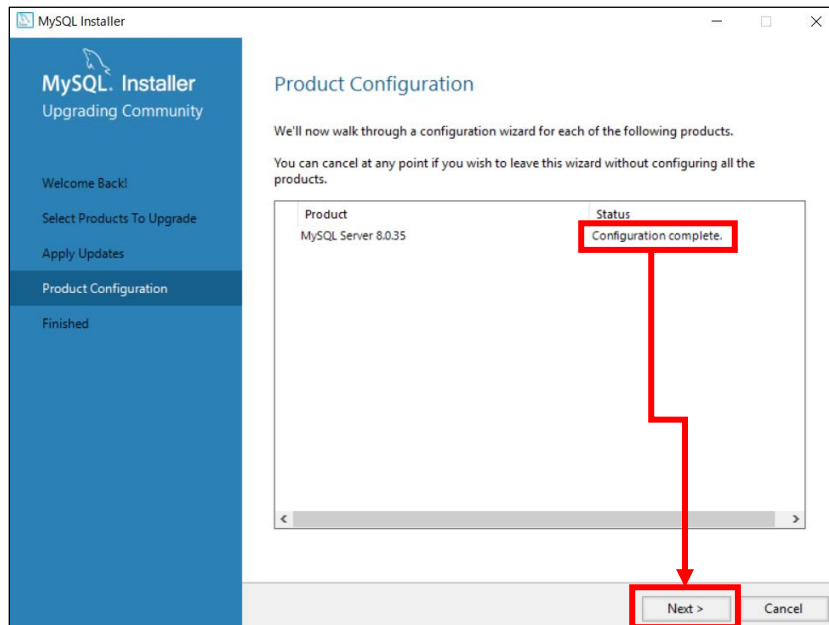 MySQL Installer
MySQL. Installer
Upgrading Community
Welcome Back!
Select Products To Upgrade
Apply Updates
Product Configuration
Finished
Product Configuration
We'll now walk through a configuration wizard for each of the following products.
You can cancel at any point if you wish to leave this wizard without configuring all the
products.
Product Status
MySQL Server 8.0.35 Configuration complete.
Next > Cancel